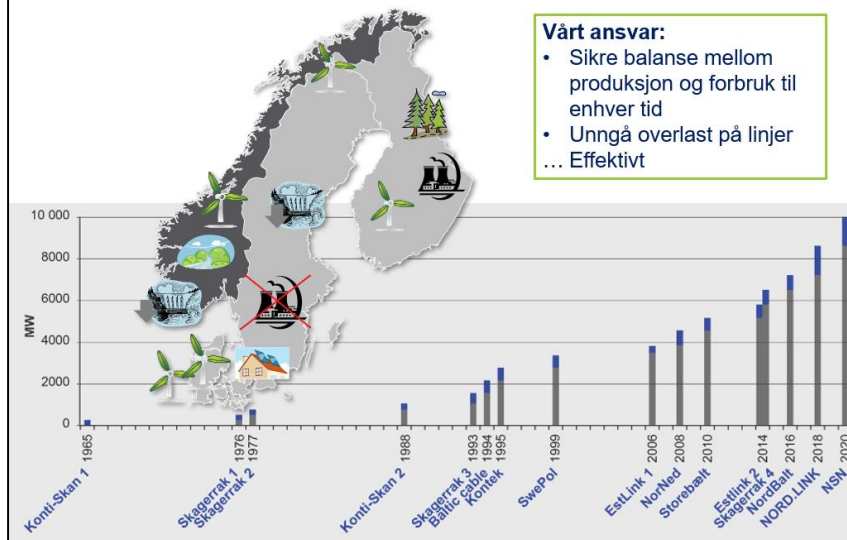 Vårt ansvar:
• Sikre balanse mellom
produksjon og forbruk til
enhver tid
• Unngå overlast på linjer
… Effektivt
10 000
8000
6000
4000
2000
0
MW
1965
1976
1977
1988
1993
1994
1995
1999
2006
2008
2010
2014
2016
2018
2020
Konti-Skan 1
Skagerrak 1
Skagerrak 2
Konti-Skan 2
Skagerrak 3
Baltic cable
Kontek
SwePol
EstLink 1
NorNed
Storebælt
Estlink 2
Skagerrak 4
NordBalt
NORD.LINK
NSN